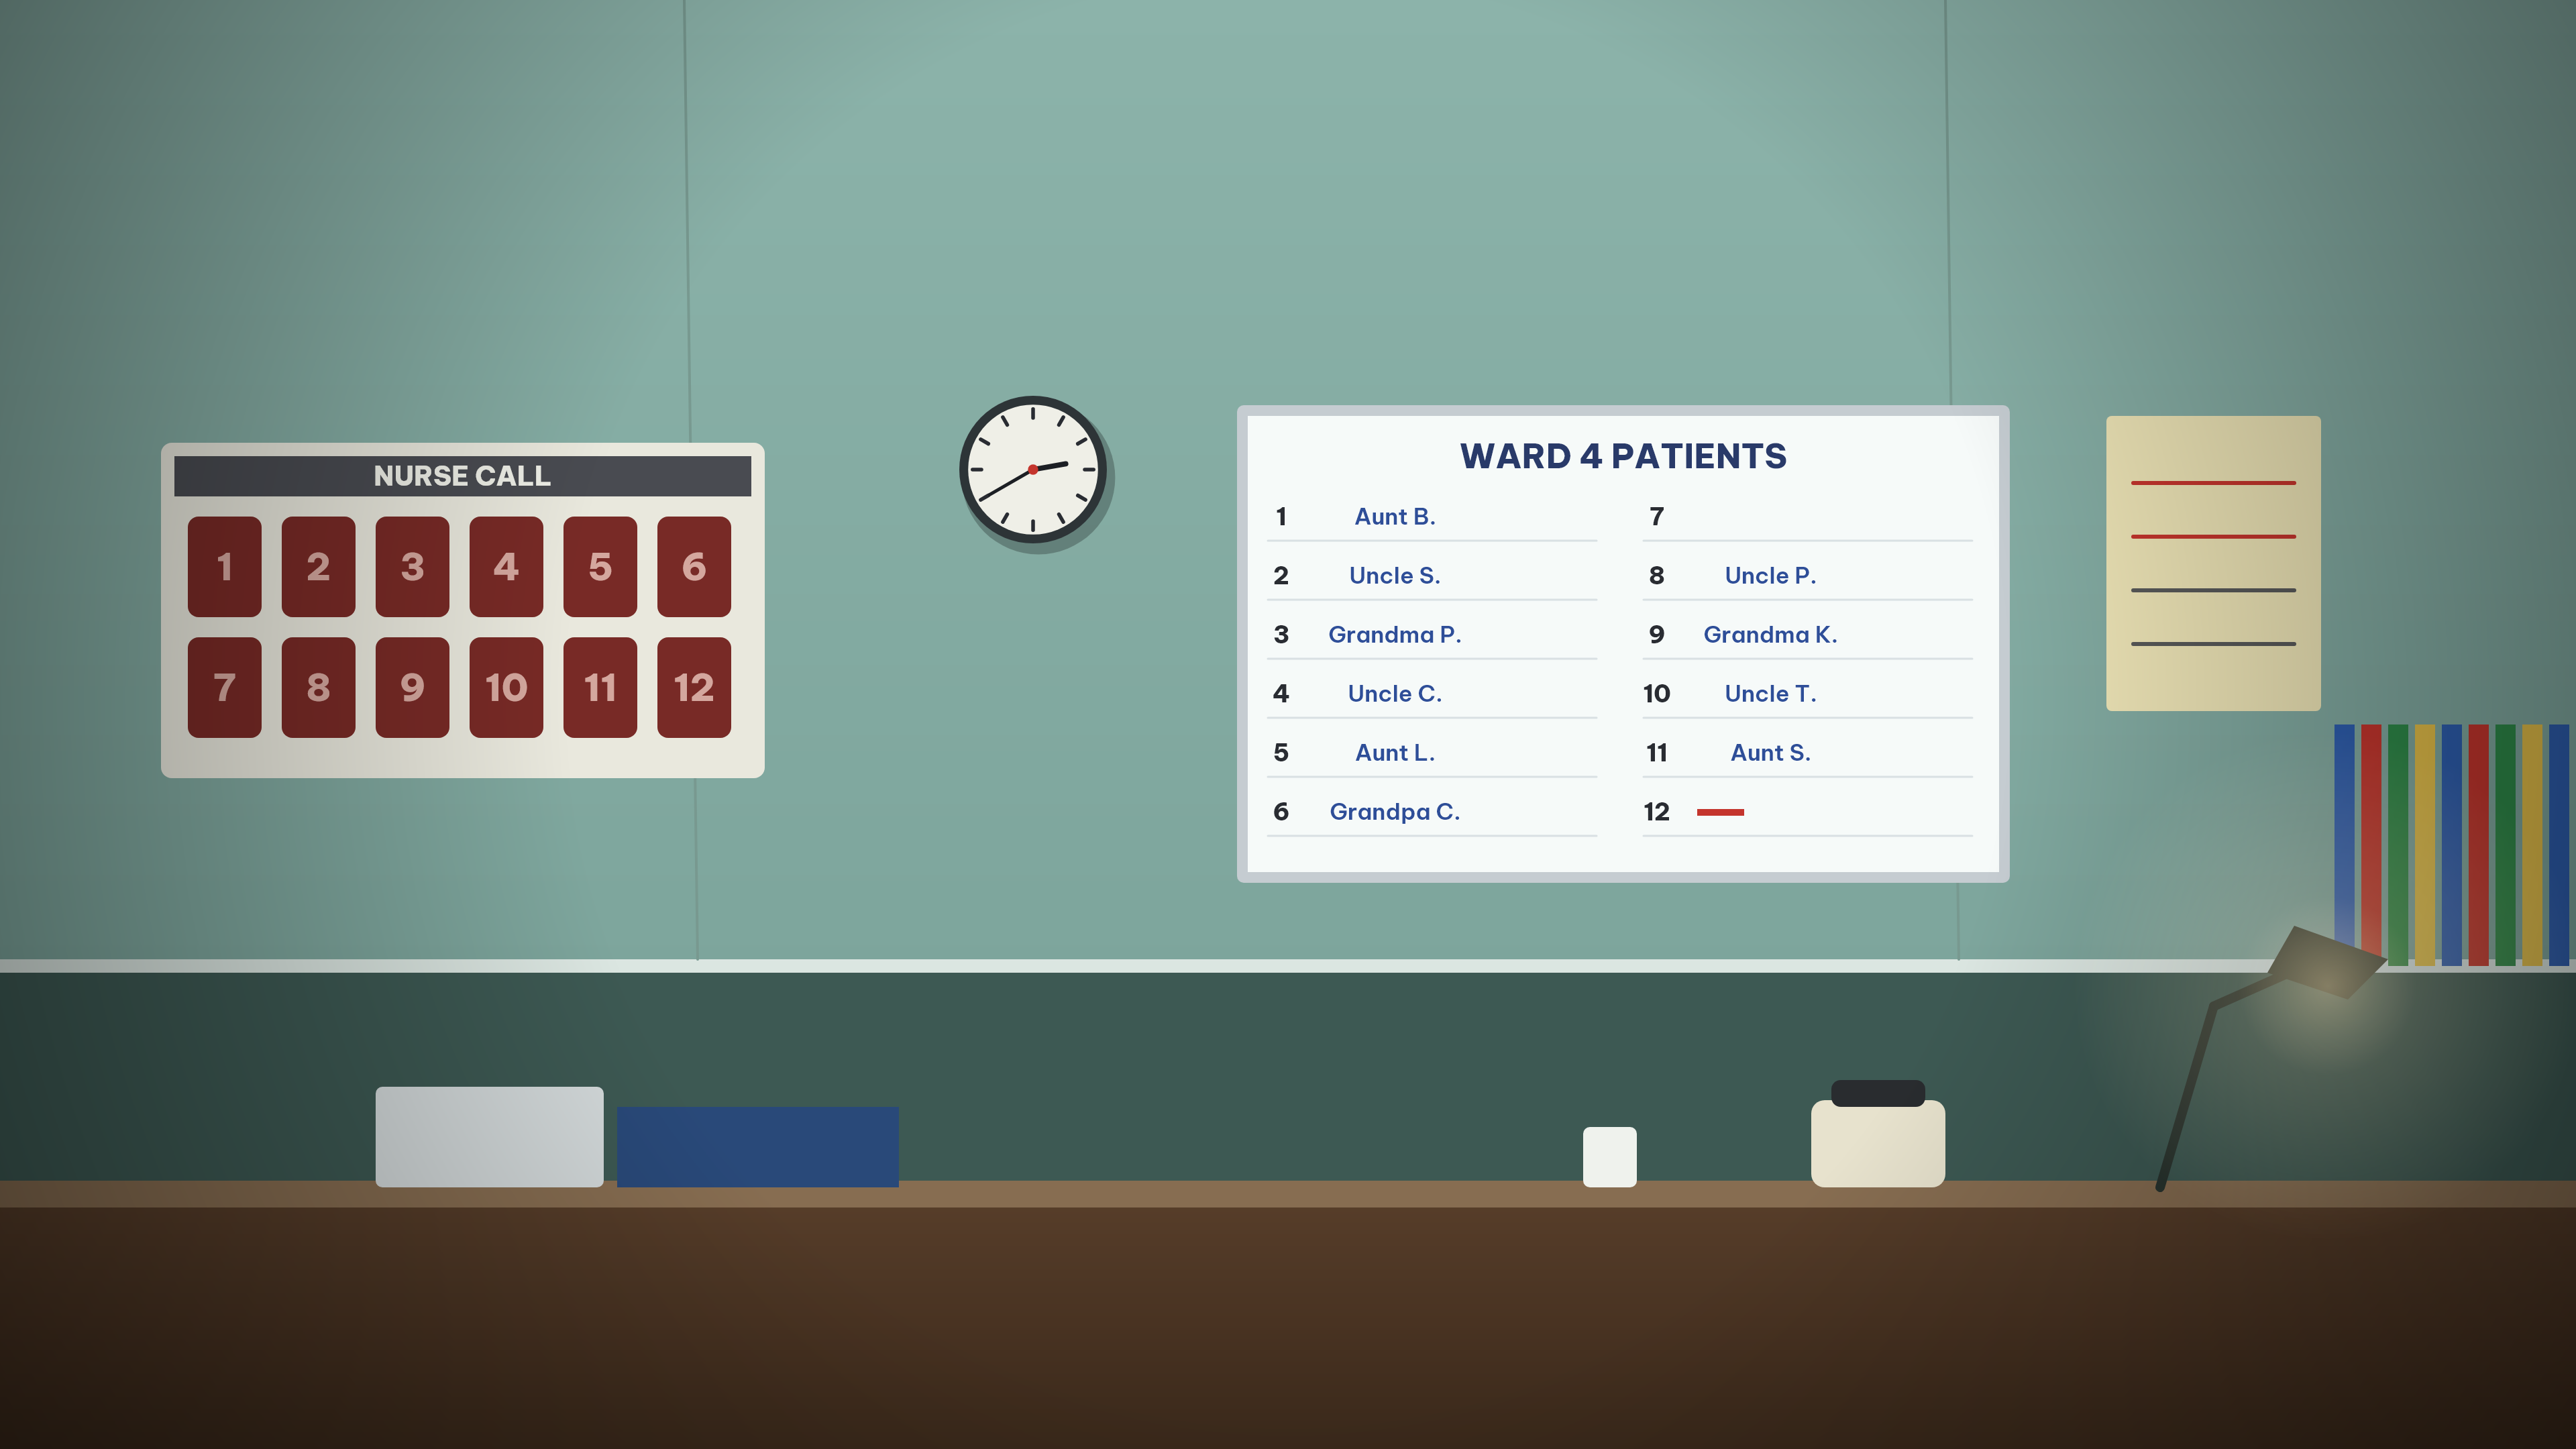 NURSE CALL
1 2 3 4 5 6
7 8 9 10 11 12
WARD 4 PATIENTS
1 Aunt B.
2 Uncle S.
3 Grandma P.
4 Uncle C.
5 Aunt L.
6 Grandpa C.
7
8 Uncle P.
9 Grandma K.
10 Uncle T.
11 Aunt S.
12